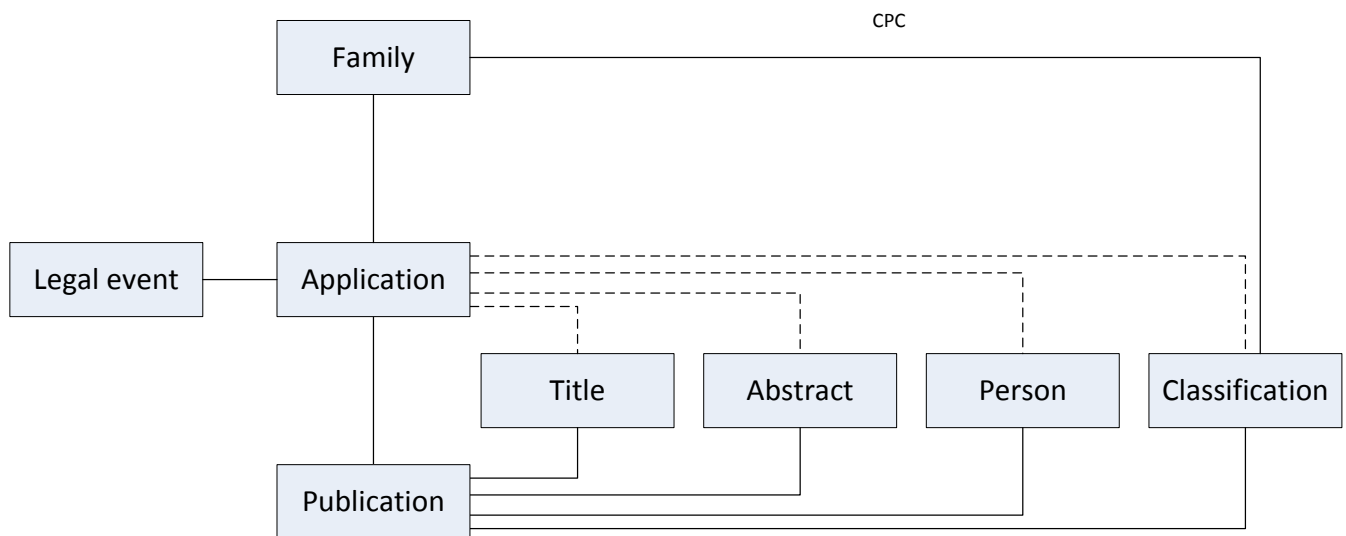 CPC
Family
Legal event
Application
Title
Abstract
Person
Classification
Publication